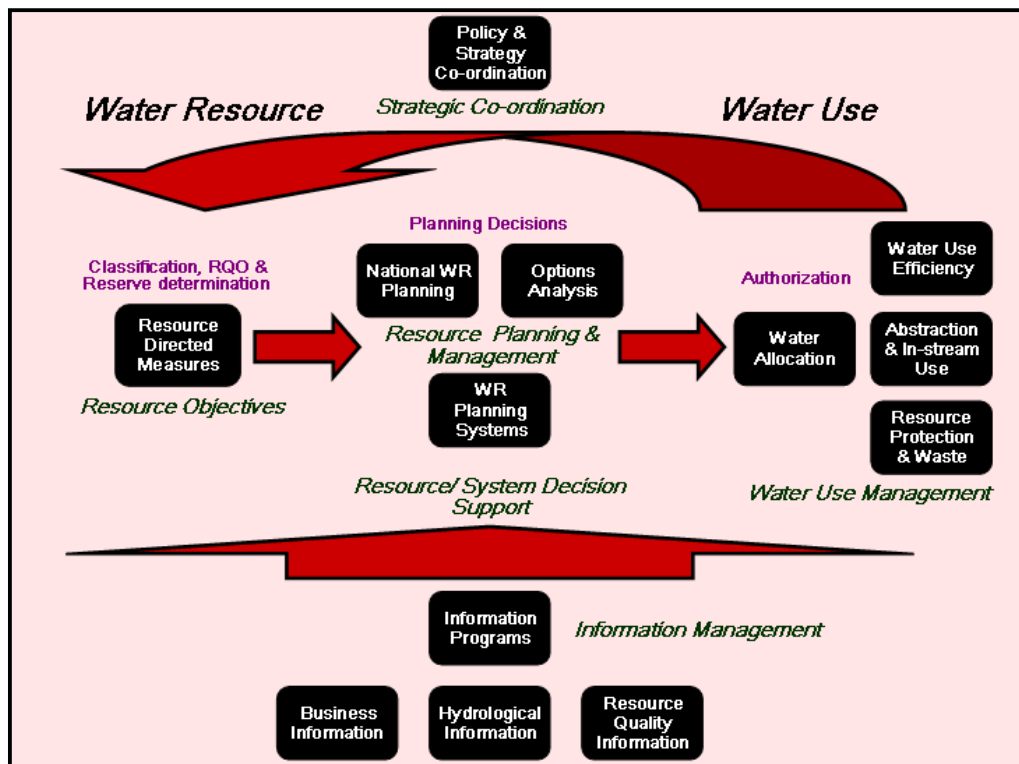 Policy &
Strategy
Co-ordination
Water Resource
Strategic Co-ordination
Water Use
Planning Decisions
Classification, RQO &
Reserve determination
National WR
Planning
Options
Analysis
Authorization
Water Use
Efficiency
Resource
Directed
Measures
Resource Planning &
Management
Water
Allocation
Abstraction
& In-stream
Use
Resource Objectives
WR
Planning
Systems
Resource
Protection
& Waste
Resource/ System Decision
Support
Water Use Management
Information
Programs
Information Management
Business
Information
Hydrological
Information
Resource
Quality
Information